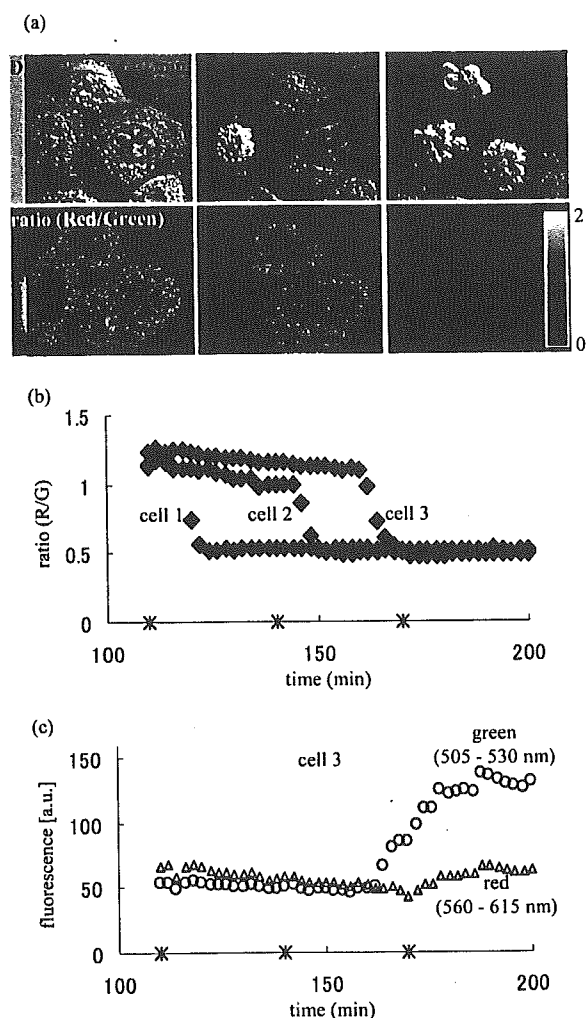 (a)
D
ratio (Red/Green)
2
0
(b)
1.5
1
0.5
0
ratio (R/G)
cell 1
cell 2
cell 3
100
150
200
time (min)
(c)
150
100
50
0
fluorescence [a.u.]
cell 3
green
(505 - 530 nm)
red
(560 - 615 nm)
100
150
200
time (min)